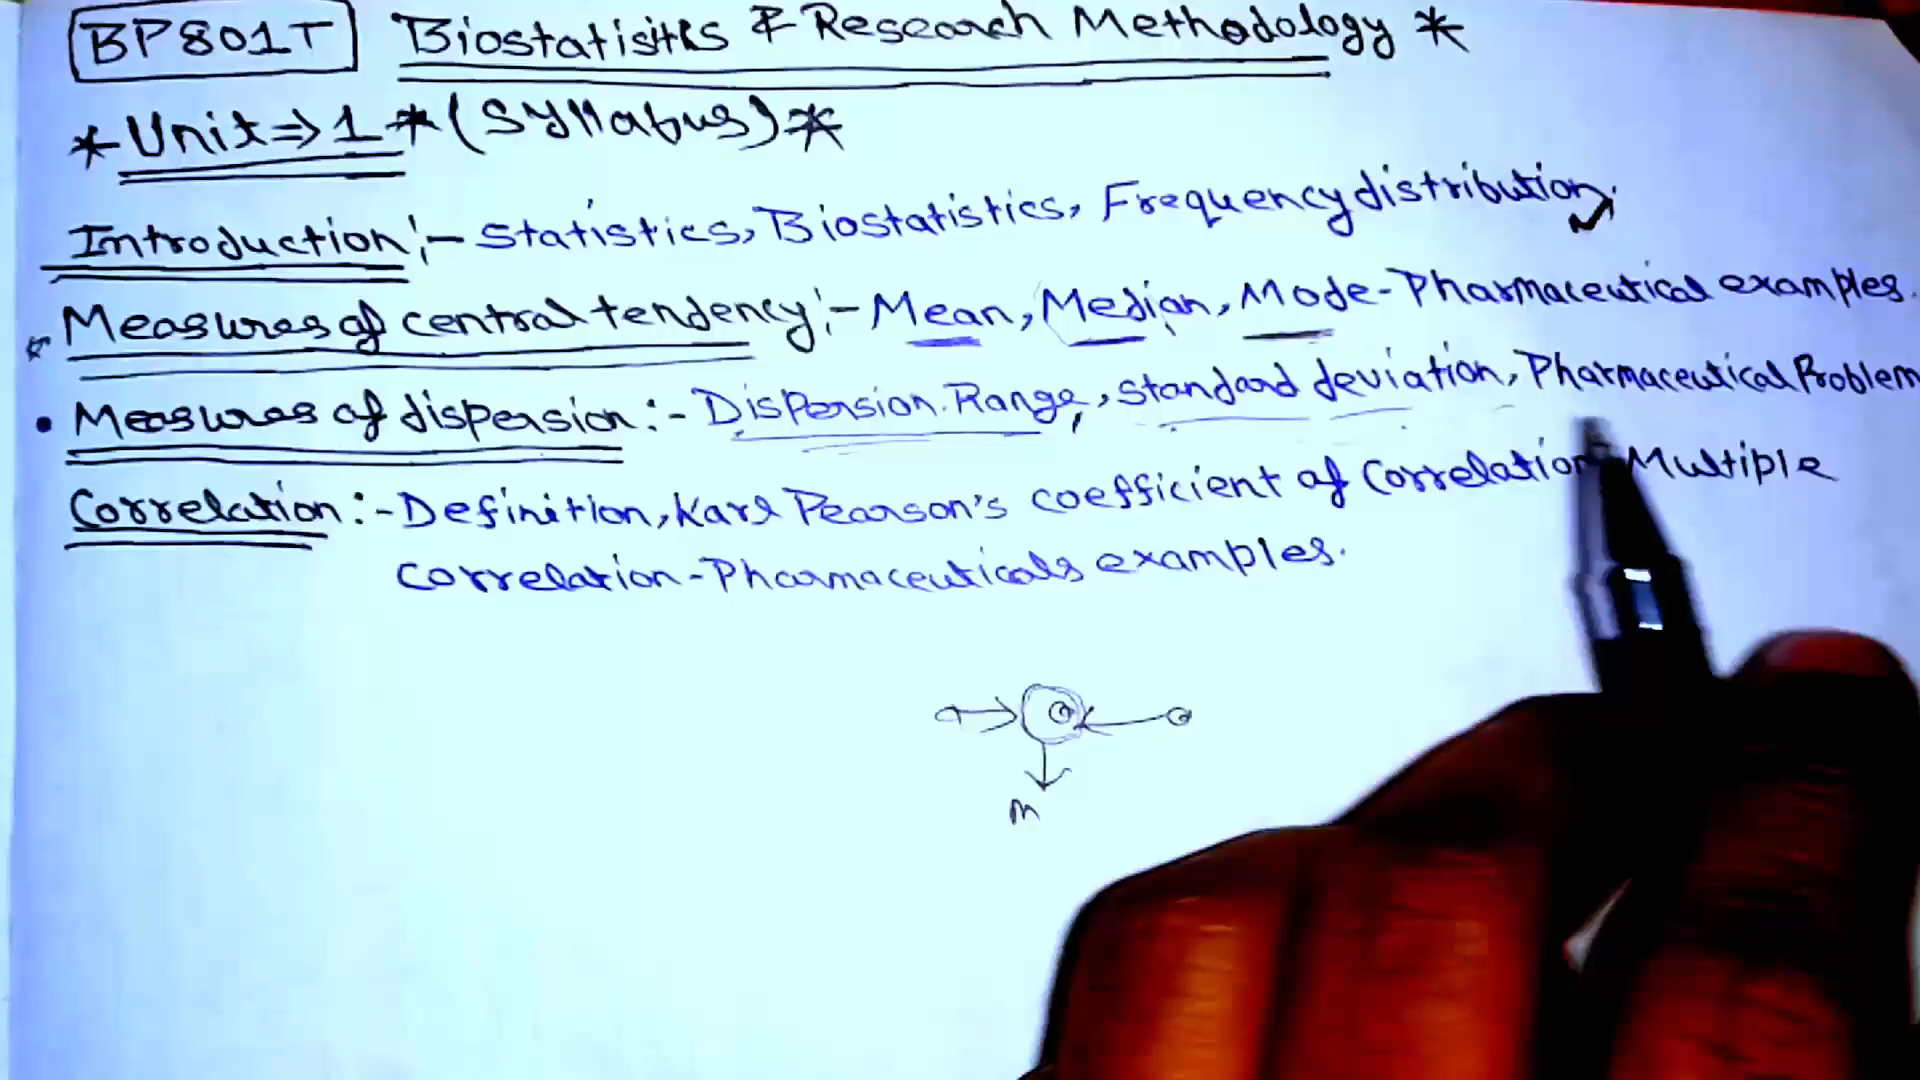 BP801T Biostatisitics & Research Methodology *
* Unit ⇒ 1 * (Syllabus) *
Introduction :- Statistics, Biostatistics, Frequency distribution.
* Measures of central tendency :- Mean, Median, Mode - Pharmaceutical examples.
• Measures of dispersion :- Dispersion. Range, standard deviation, Pharmaceutical Problem
Correlation :- Definition, Karl Pearson's coefficient of correlation Multiple
correlation - Pharmaceuticals examples.
m